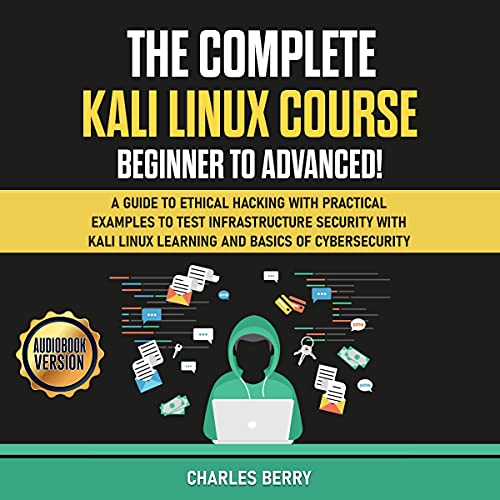 THE COMPLETE
KALI LINUX COURSE
BEGINNER TO ADVANCED!
A GUIDE TO ETHICAL HACKING WITH PRACTICAL
EXAMPLES TO TEST INFRASTRUCTURE SECURITY WITH
KALI LINUX LEARNING AND BASICS OF CYBERSECURITY
AUDIOBOOK
VERSION
CHARLES BERRY